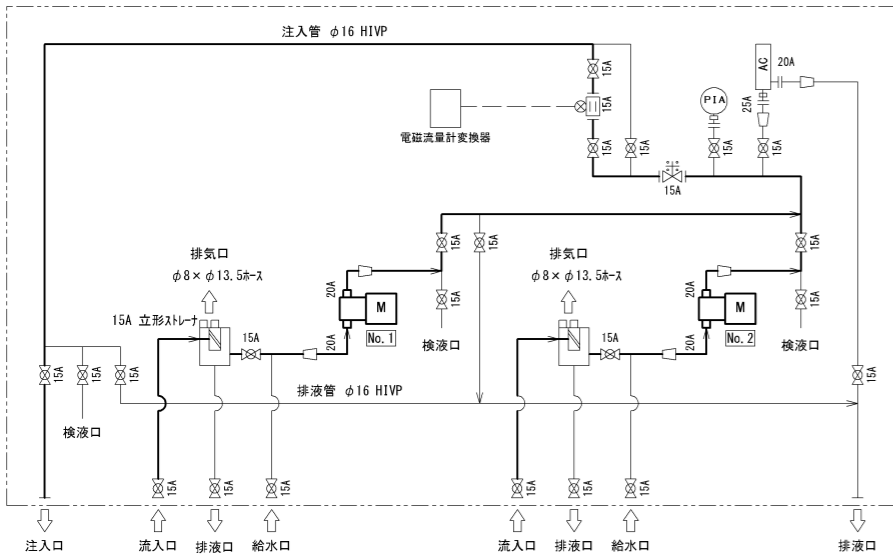 注入管 φ16 HIVP
15A
15A
15A
15A
電磁流量計変換器
PIA
15A
AC
20A
25A
15A
15A
排気口
φ8×φ13.5ホース
15A 立形ストレーナ
15A
20A
20A
M
No. 1
15A
15A
検液口
15A
排気口
φ8×φ13.5ホース
15A
20A
20A
M
No. 2
15A
15A
検液口
15A
15A
15A
15A
検液口
排液管 φ16 HIVP
15A
15A
15A
15A
15A
15A
注入口
流入口
排液口
給水口
流入口
排液口
給水口
排液口